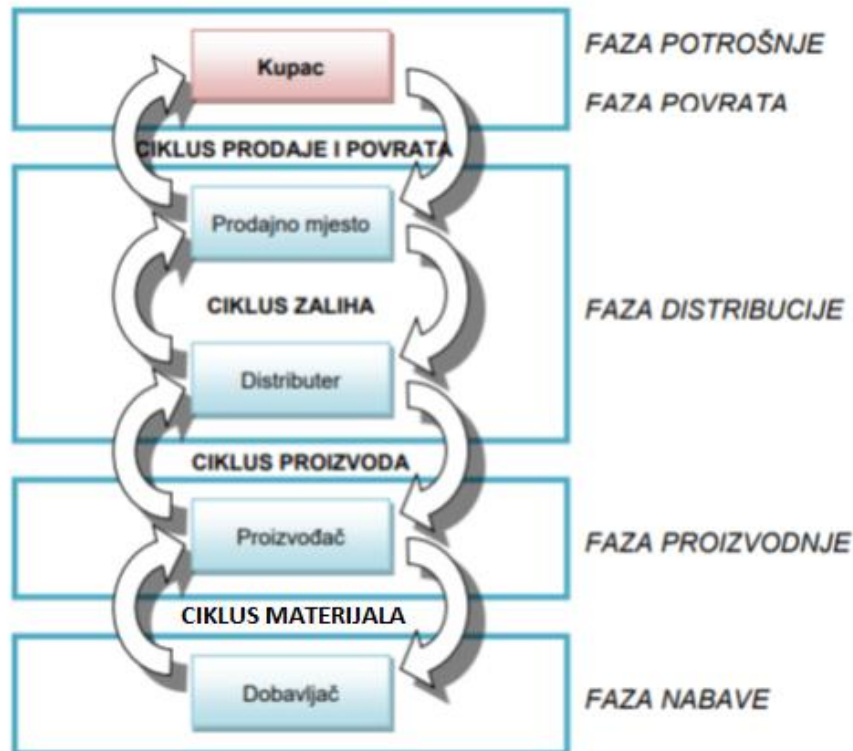 Kupac
FAZA POTROŠNJE
FAZA POVRATA
CIKLUS PRODAJE I POVRATA
Prodajno mjesto
CIKLUS ZALIHA
FAZA DISTRIBUCIJE
Distributer
CIKLUS PROIZVODA
Proizvođač
FAZA PROIZVODNJE
CIKLUS MATERIJALA
Dobavljač
FAZA NABAVE